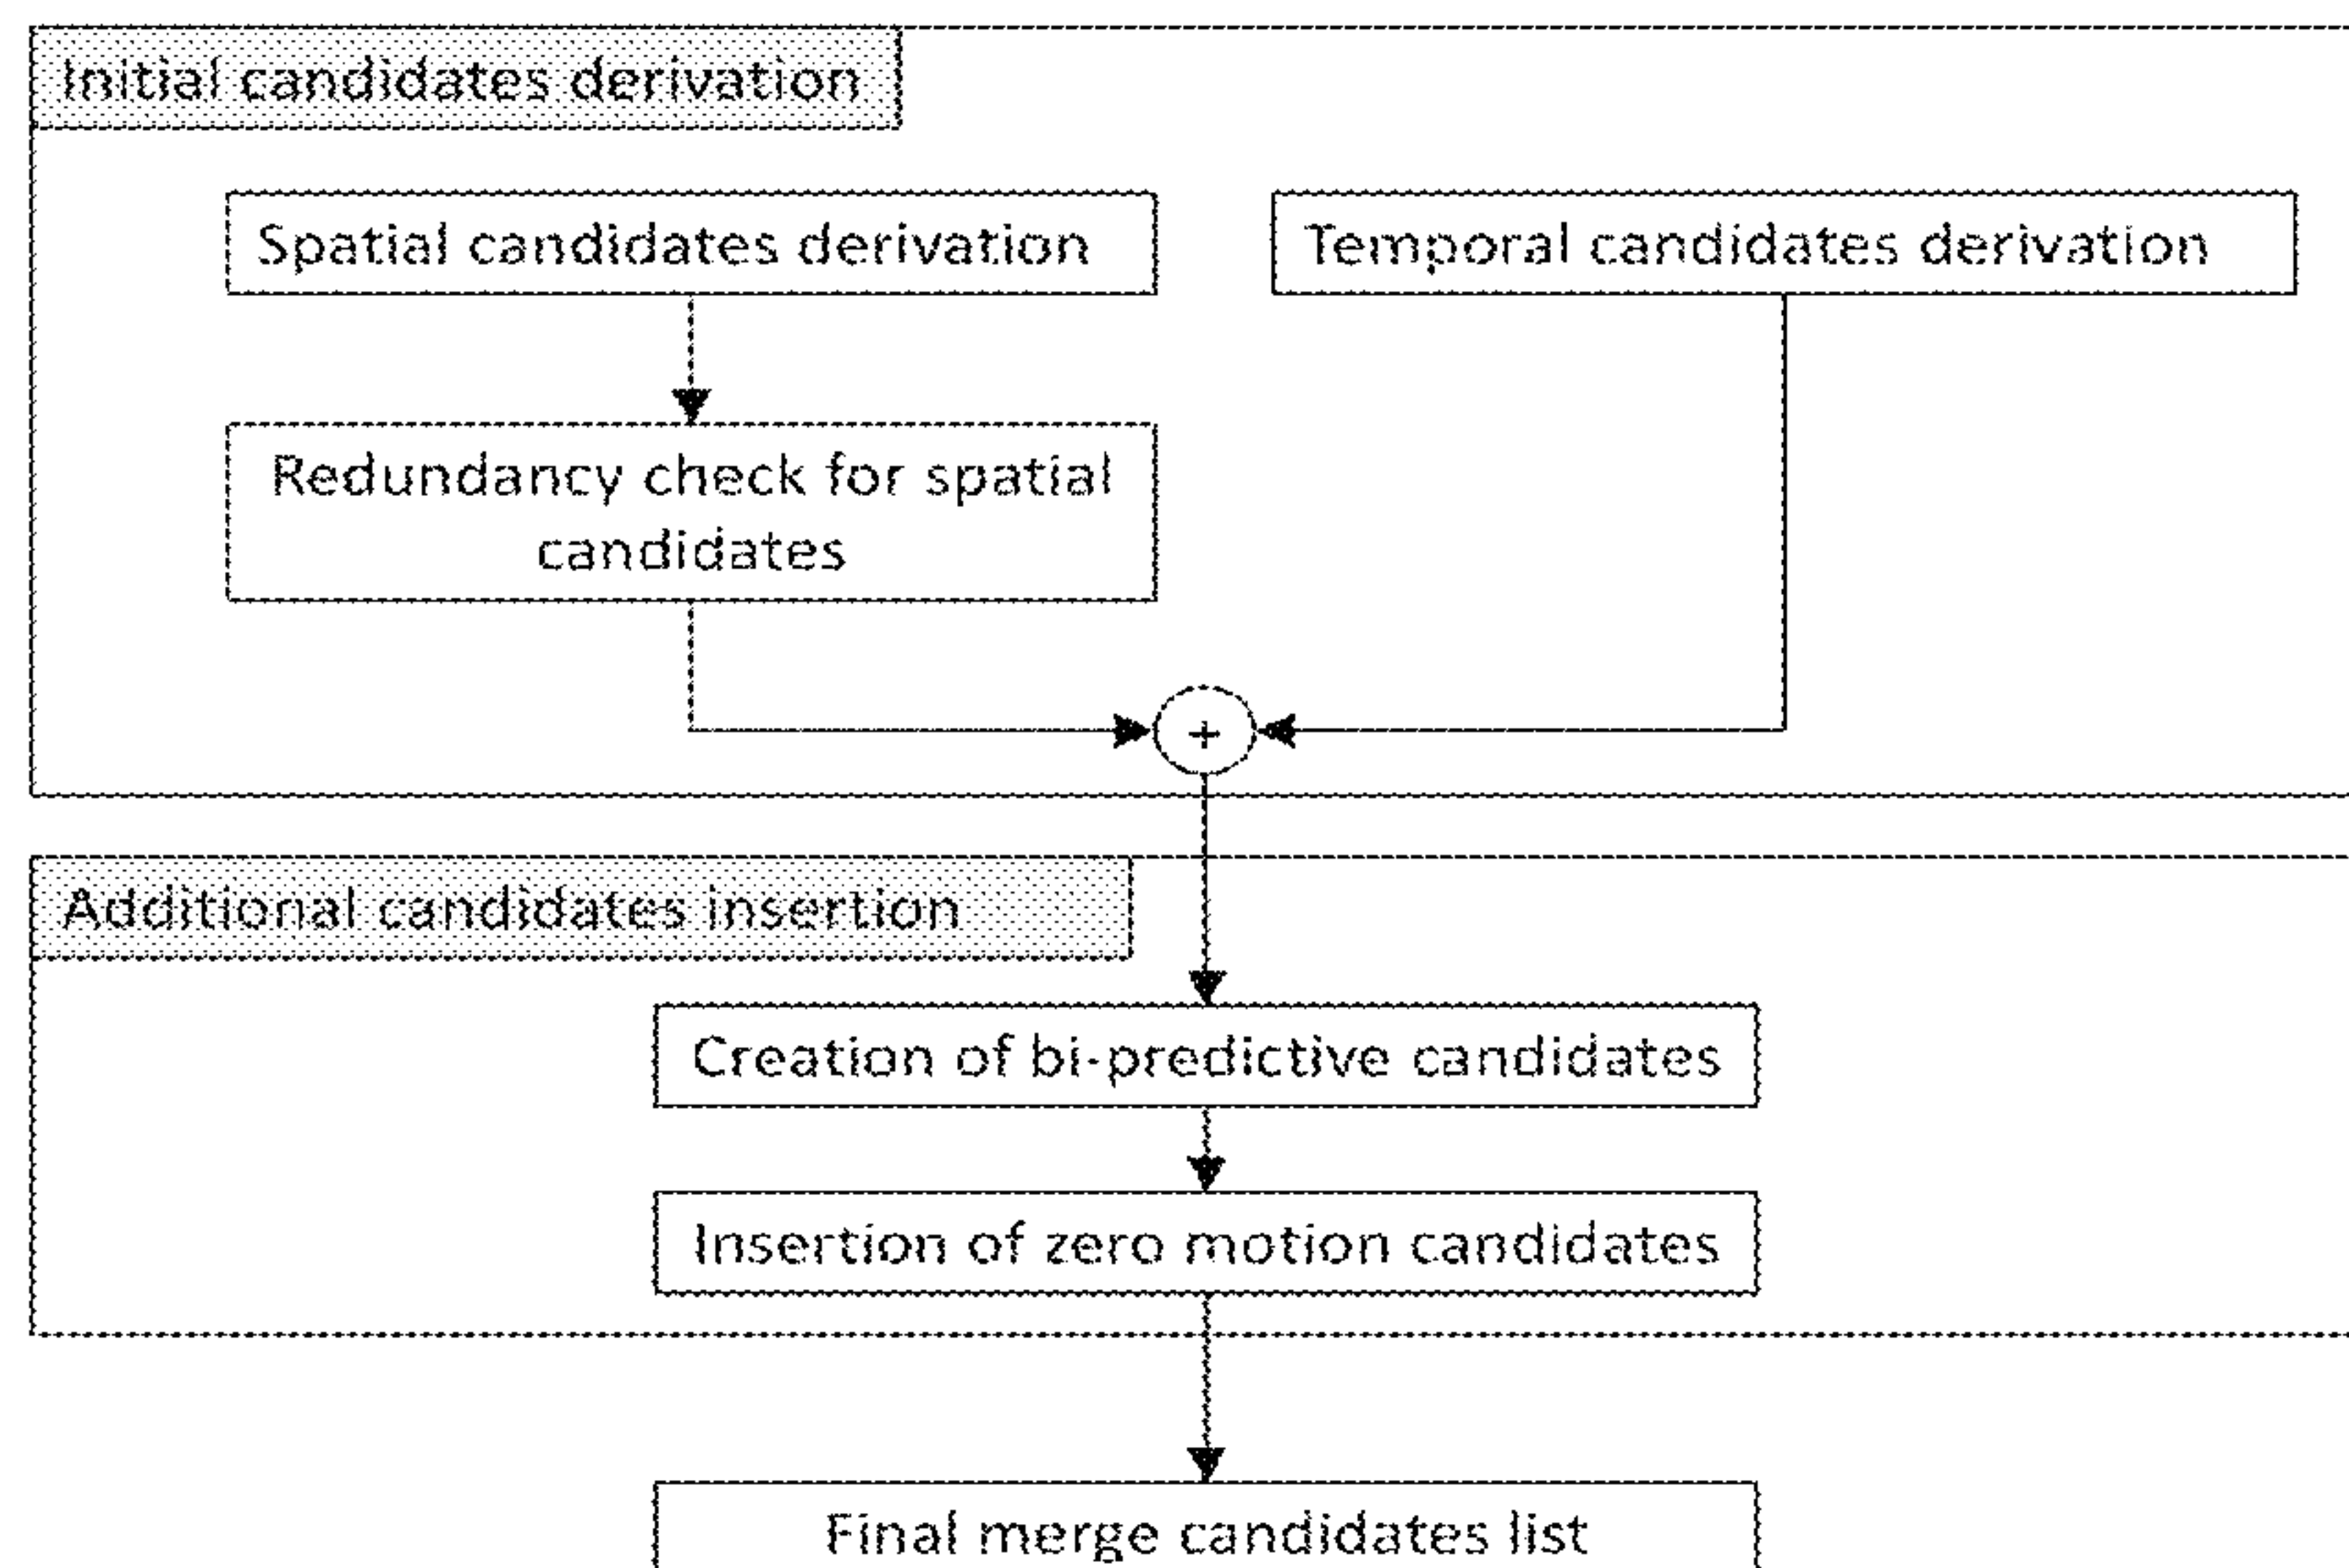 Initial candidates derivation
Spatial candidates derivation
Temporal candidates derivation
Redundancy check for spatial
candidates
+
Additional candidates insertion
Creation of bi-predictive candidates
Insertion of zero motion candidates
Final merge candidates list